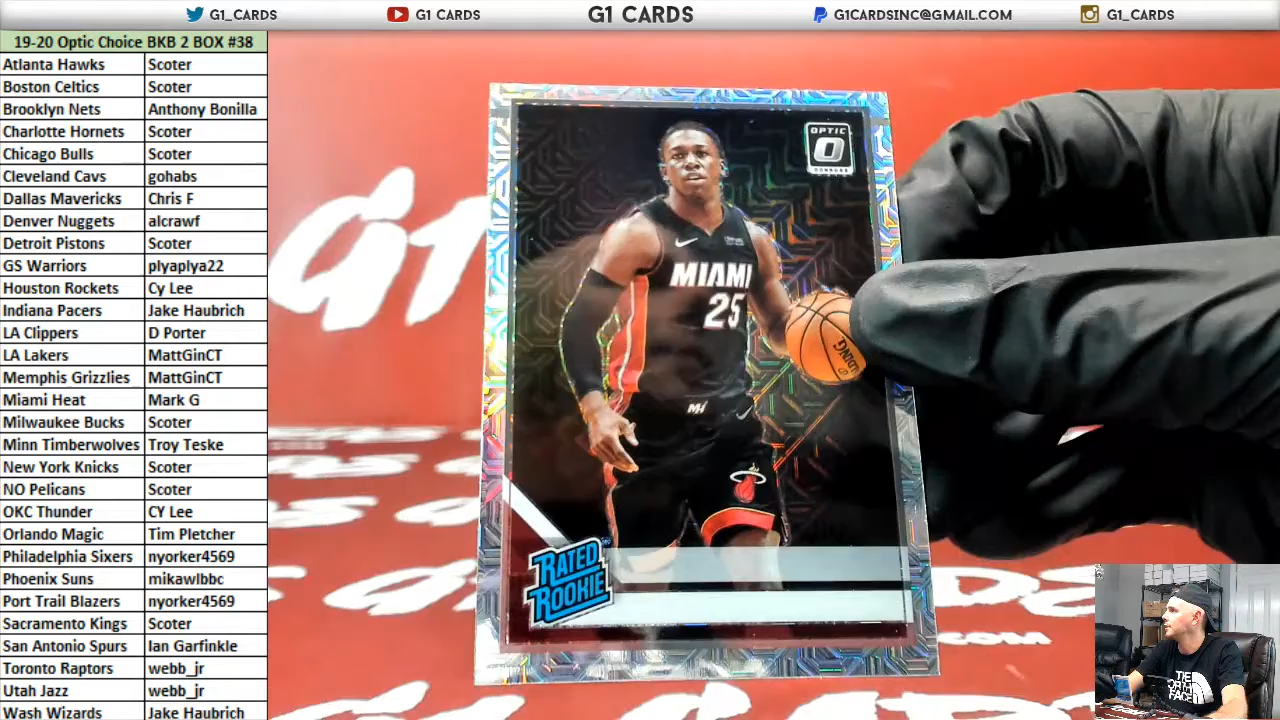 G1_CARDS
G1 CARDS
G1 CARDS
G1CARDSINC@GMAIL.COM
G1_CARDS
19-20 Optic Choice BKB 2 BOX #38
Atlanta Hawks Scoter
Boston Celtics Scoter
Brooklyn Nets Anthony Bonilla
Charlotte Hornets Scoter
Chicago Bulls Scoter
Cleveland Cavs gohabs
Dallas Mavericks Chris F
Denver Nuggets alcrawf
Detroit Pistons Scoter
GS Warriors plyaplya22
Houston Rockets Cy Lee
Indiana Pacers Jake Haubrich
LA Clippers D Porter
LA Lakers MattGinCT
Memphis Grizzlies MattGinCT
Miami Heat Mark G
Milwaukee Bucks Scoter
Minn Timberwolves Troy Teske
New York Knicks Scoter
NO Pelicans Scoter
OKC Thunder CY Lee
Orlando Magic Tim Pletcher
Philadelphia Sixers nyorker4569
Phoenix Suns mikawlbbc
Port Trail Blazers nyorker4569
Sacramento Kings Scoter
San Antonio Spurs Ian Garfinkle
Toronto Raptors webb_jr
Utah Jazz webb_jr
Wash Wizards Jake Haubrich
OPTIC
DONRUSS
MIAMI
25
RATED
ROOKIE
G1
.COM
THE
NORTH
FACE